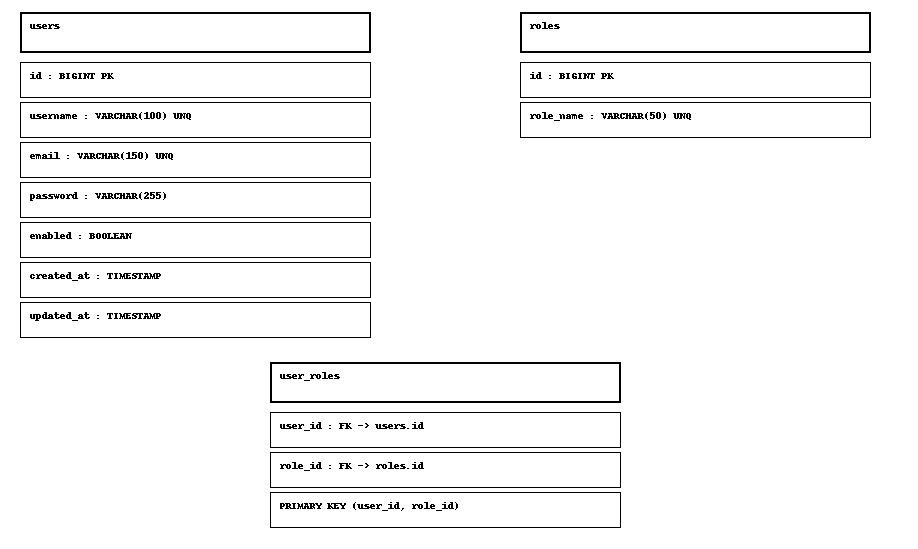 users
id : BIGINT PK
username : VARCHAR(100) UNQ
email : VARCHAR(150) UNQ
password : VARCHAR(255)
enabled : BOOLEAN
created_at : TIMESTAMP
updated_at : TIMESTAMP
roles
id : BIGINT PK
role_name : VARCHAR(50) UNQ
user_roles
user_id : FK -> users.id
role_id : FK -> roles.id
PRIMARY KEY (user_id, role_id)